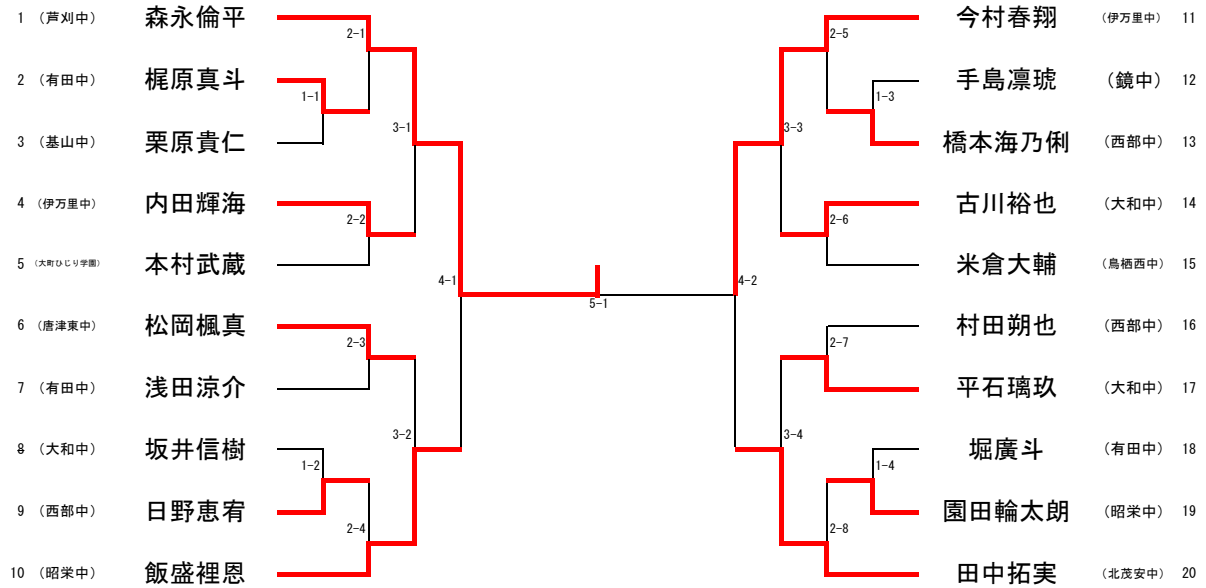 1 （芦刈中） 森永倫平
2 （有田中） 梶原真斗
3 （基山中） 栗原貴仁
4 （伊万里中） 内田輝海
5 （大町ひじり学園） 本村武蔵
6 （唐津東中） 松岡楓真
7 （有田中） 浅田涼介
8 （大和中） 坂井信樹
9 （西部中） 日野恵宥
10 （昭栄中） 飯盛裡恩
2-1
1-1
3-1
2-2
4-1
2-3
3-2
1-2
2-4
5-1
2-5
1-3
3-3
2-6
4-2
2-7
3-4
1-4
2-8
今村春翔 （伊万里中） 11
手島凛琥 （鏡中） 12
橋本海乃俐 （西部中） 13
古川裕也 （大和中） 14
米倉大輔 （鳥栖西中） 15
村田朔也 （西部中） 16
平石璃玖 （大和中） 17
堀廣斗 （有田中） 18
園田輪太朗 （昭栄中） 19
田中拓実 （北茂安中） 20